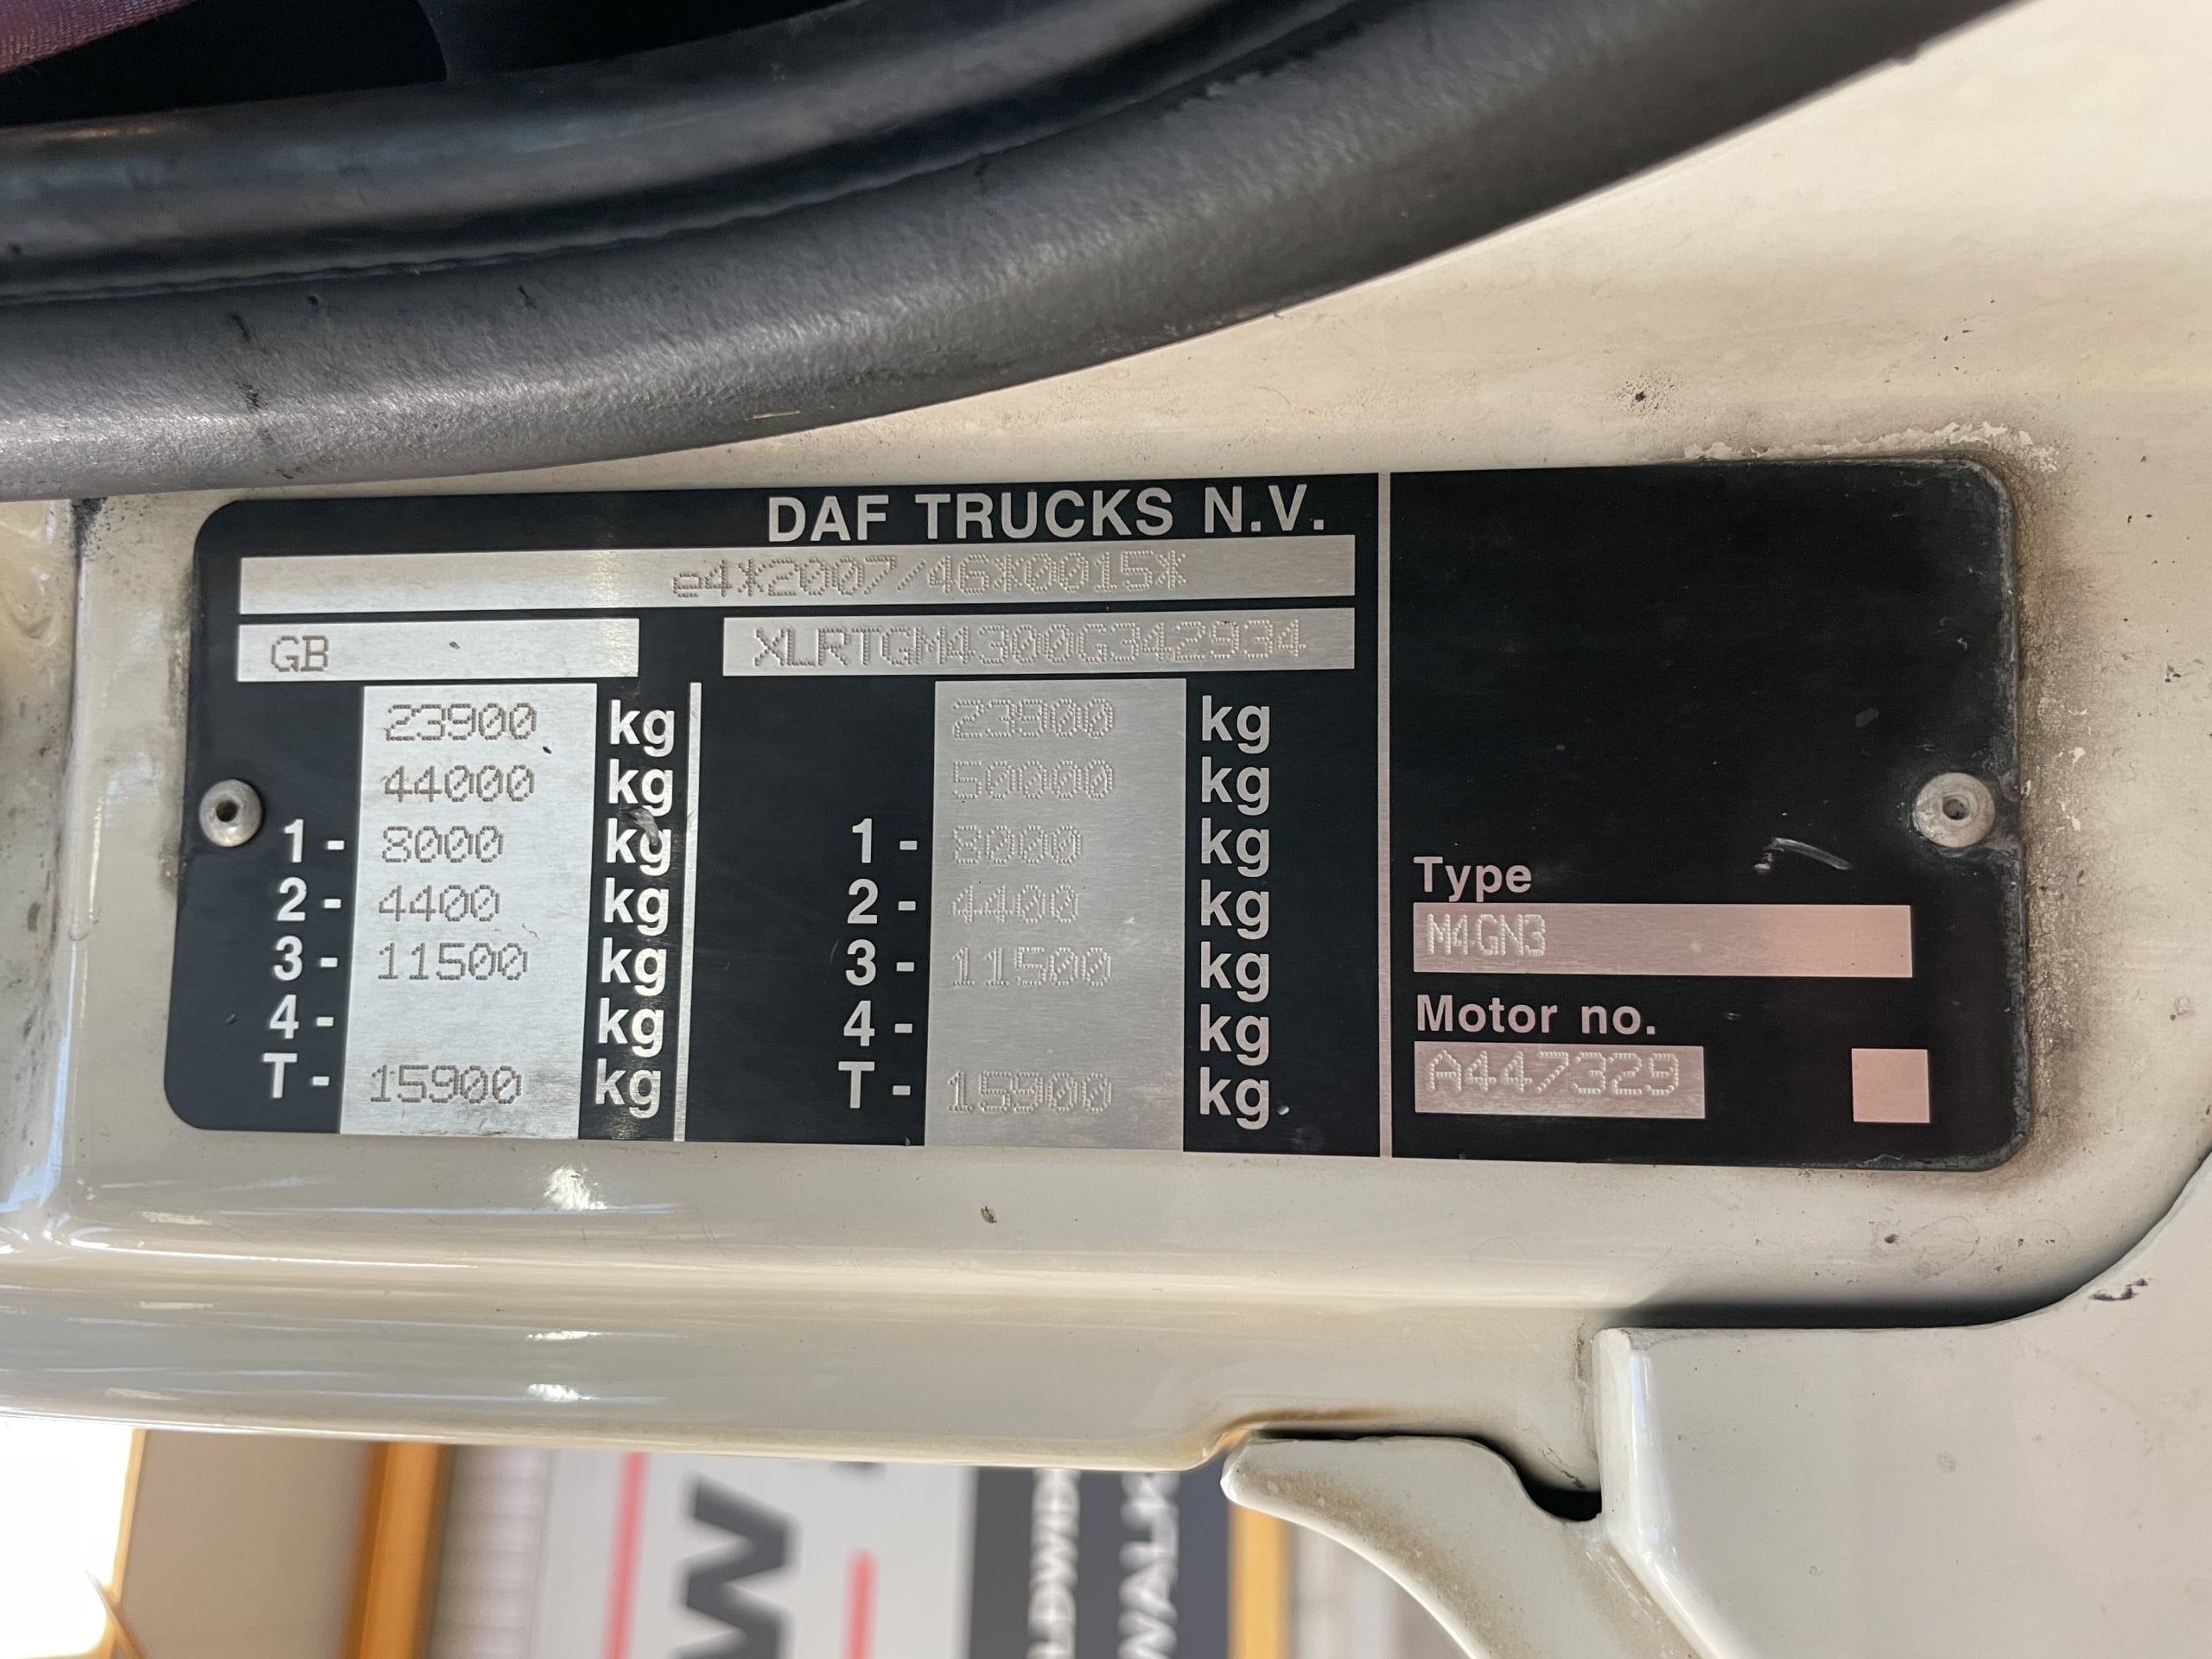 DAF TRUCKS N.V.
e4*2007/46*0015*
GB XLRTGM4300G342934
23900 kg 23900 kg
44000 kg 50000 kg
1- 8000 kg 1- 8000 kg
2- 4400 kg 2- 4400 kg
3- 11500 kg 3- 11500 kg
4- kg 4- kg
T- 15900 kg T- 15900 kg
Type
M4GN3
Motor no.
A447329
W